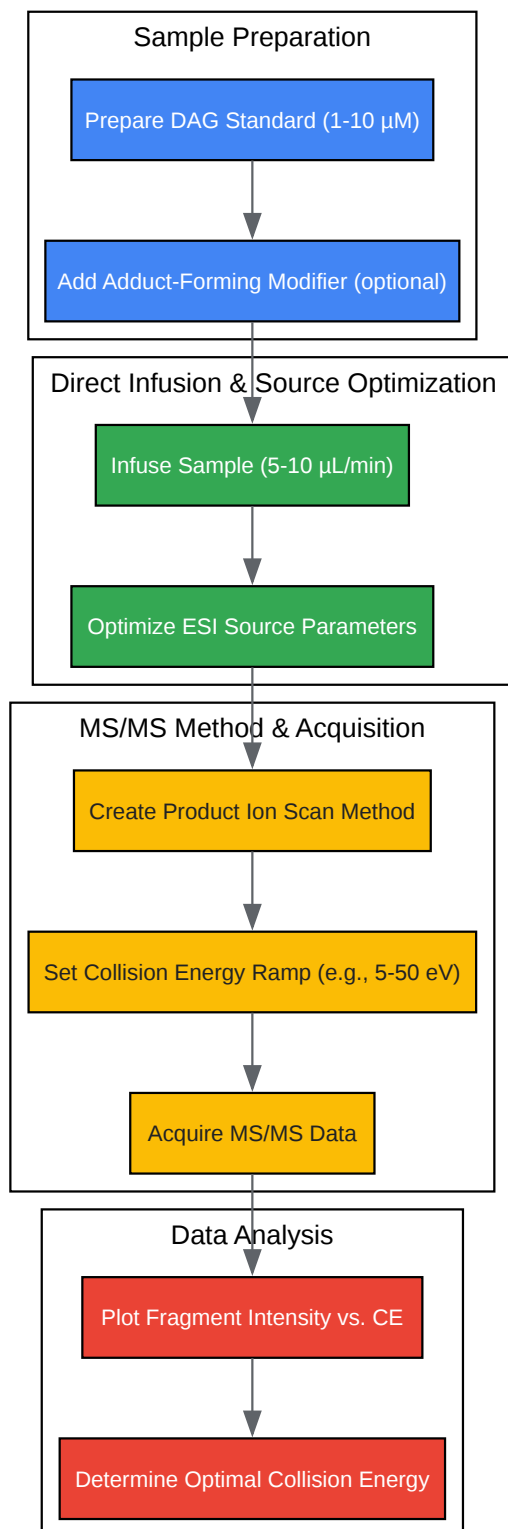 Sample Preparation
Prepare DAG Standard (1-10 µM)
Add Adduct-Forming Modifier (optional)
Direct Infusion & Source Optimization
Infuse Sample (5-10 µL/min)
Optimize ESI Source Parameters
MS/MS Method & Acquisition
Create Product Ion Scan Method
Set Collision Energy Ramp (e.g., 5-50 eV)
Acquire MS/MS Data
Data Analysis
Plot Fragment Intensity vs. CE
Determine Optimal Collision Energy